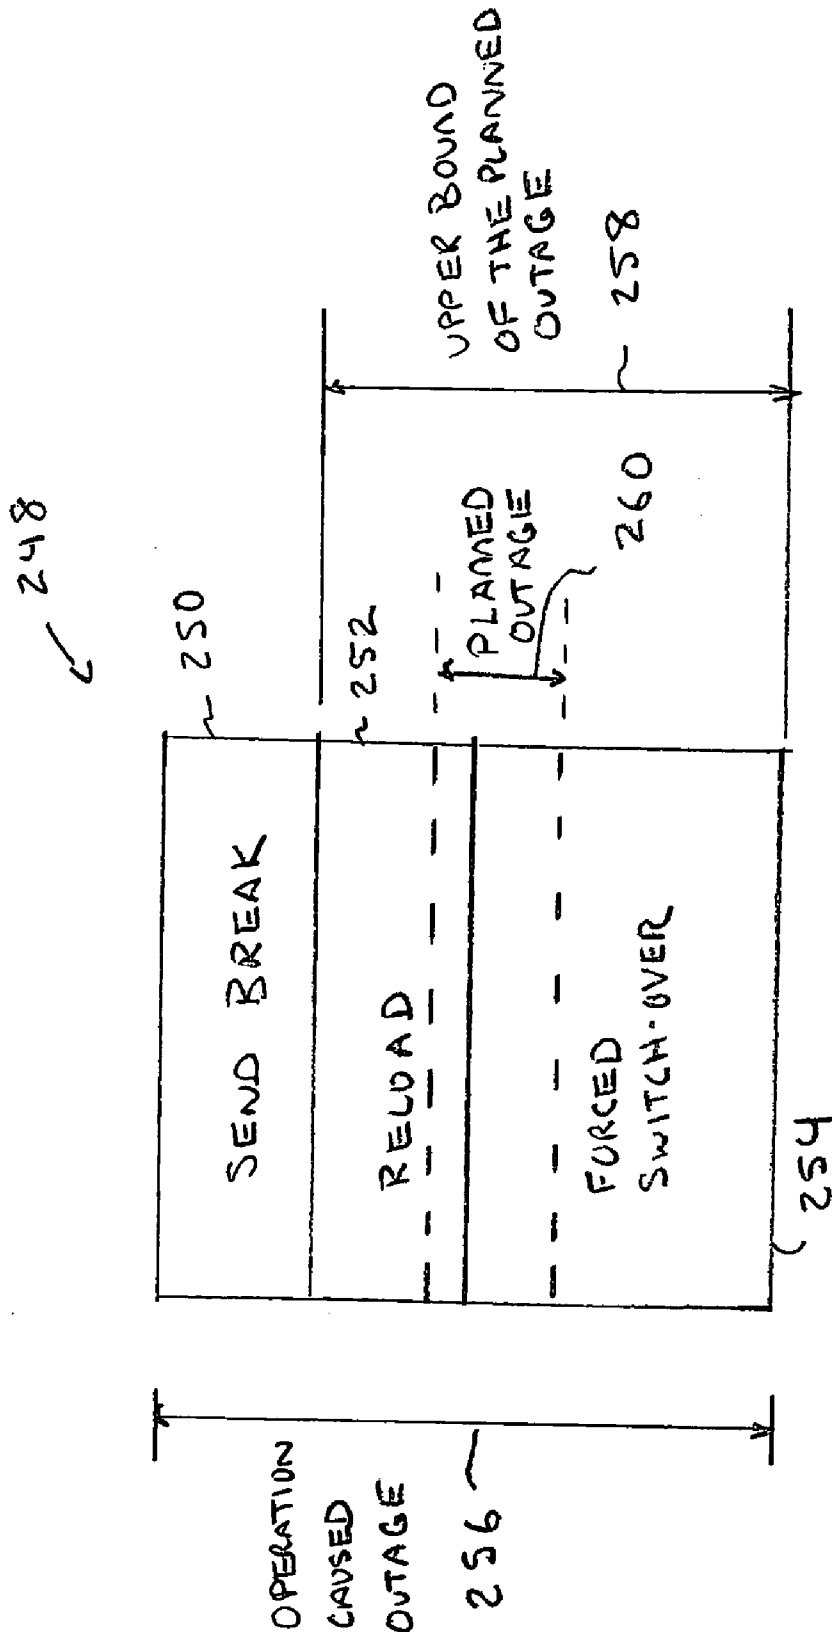 248
250
SEND BREAK
252
RELOAD
FORCED
SWITCH-OVER
254
OPERATION
CAUSED
OUTAGE
256
PLANNED
OUTAGE
260
UPPER BOUND
OF THE PLANNED
OUTAGE
258